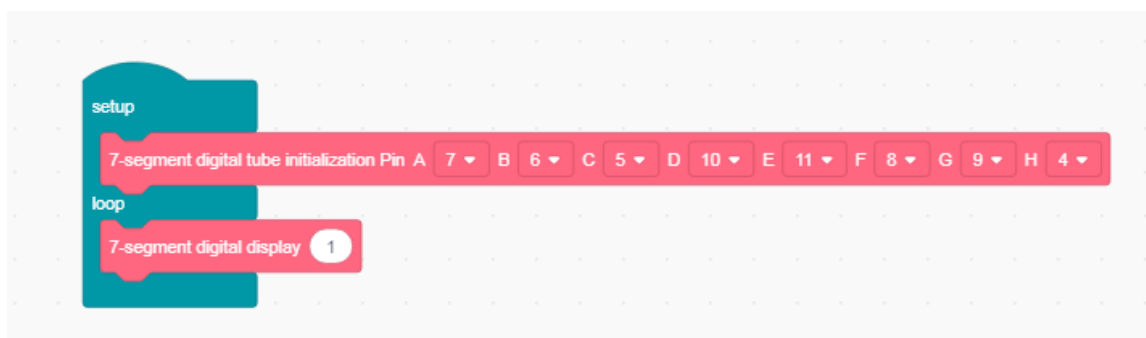 setup
7-segment digital tube initialization Pin A 7 B 6 C 5 D 10 E 11 F 8 G 9 H 4
loop
7-segment digital display 1